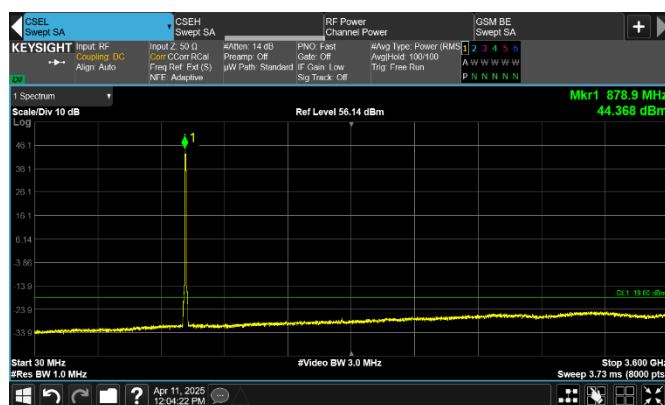 CSEL
Swept SA
CSEH
Swept SA
RF Power
Channel Power
GSM BE
Swept SA
+
KEYSIGHT
Input: RF
Coupling: DC
Align: Auto
Input Z: 50 Ω
Corr CCorr RCal
Freq Ref: Ext (S)
NFE: Adaptive
#Atten: 14 dB
Preamp: Off
µW Path: Standard
PNO: Fast
Gate: Off
IF Gain: Low
Sig Track: Off
#Avg Type: Power (RMS)
Avg|Hold: 100/100
Trig: Free Run
1 2 3 4 5 6
A W W W W W
P N N N N N
1 Spectrum
Mkr1 878.9 MHz
Scale/Div 10 dB
Ref Level 56.14 dBm
44.368 dBm
Log
1
46.1
36.1
26.1
16.1
6.14
-3.86
-13.9
DL1 -19.00 dBm
-23.9
-33.9
Start 30 MHz
#Video BW 3.0 MHz
Stop 3.600 GHz
#Res BW 1.0 MHz
Sweep 3.73 ms (8000 pts)
?
Apr 11, 2025
12:04:22 PM